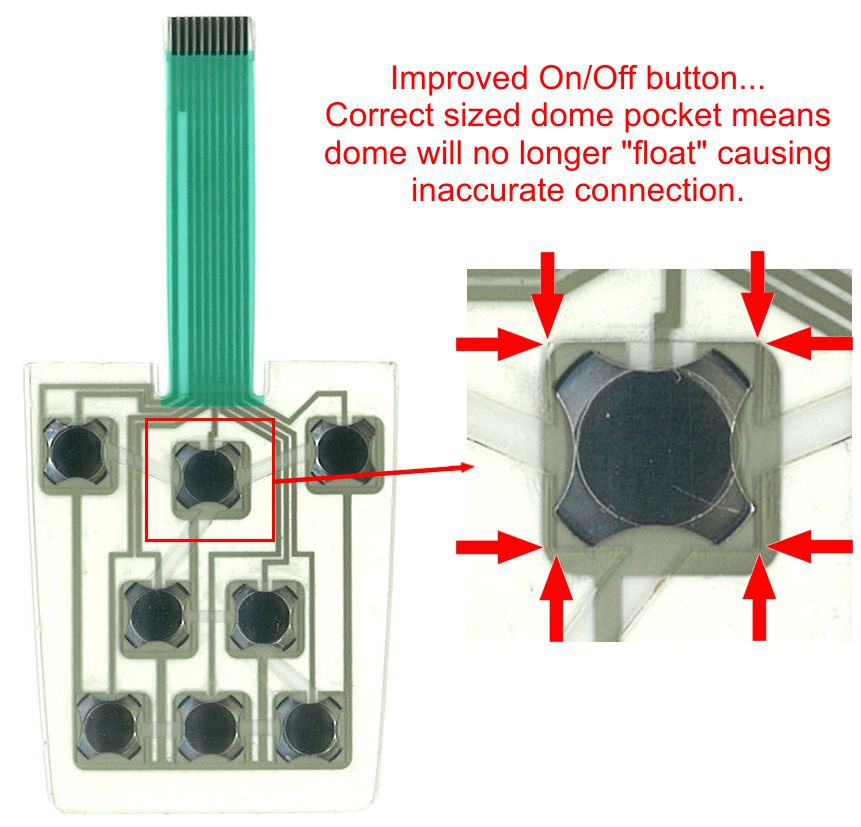 Improved On/Off button...
Correct sized dome pocket means
dome will no longer "float" causing
inaccurate connection.